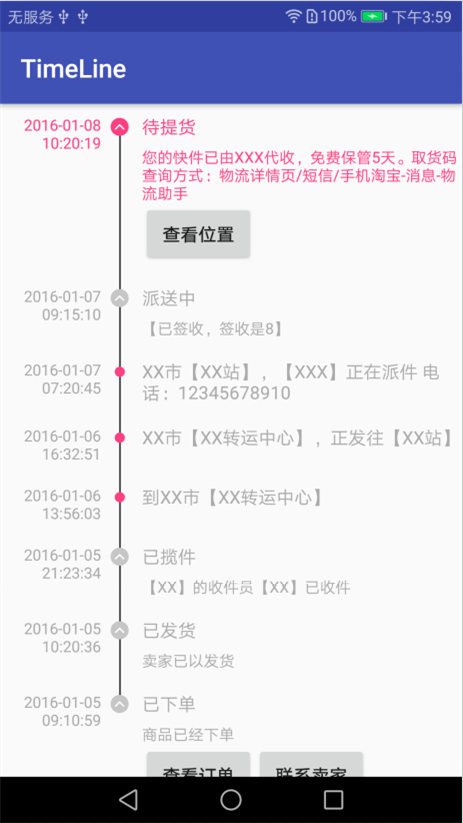 无服务 100% 下午3:59
TimeLine
2016-01-08 待提货
10:20:19
您的快件已由XXX代收，免费保管5天。取货码
查询方式：物流详情页/短信/手机淘宝-消息-物
流助手
查看位置
2016-01-07 派送中
09:15:10
【已签收，签收是8】
2016-01-07 XX市【XX站】，【XXX】正在派件 电
07:20:45 话：12345678910
2016-01-06 XX市【XX转运中心】，正发往【XX站】
16:32:51
2016-01-06 到XX市【XX转运中心】
13:56:03
2016-01-05 已揽件
21:23:34
【XX】的收件员【XX】已收件
2016-01-05 已发货
10:20:36
卖家已以发货
2016-01-05 已下单
09:10:59
商品已经下单
查看订单 联系卖家